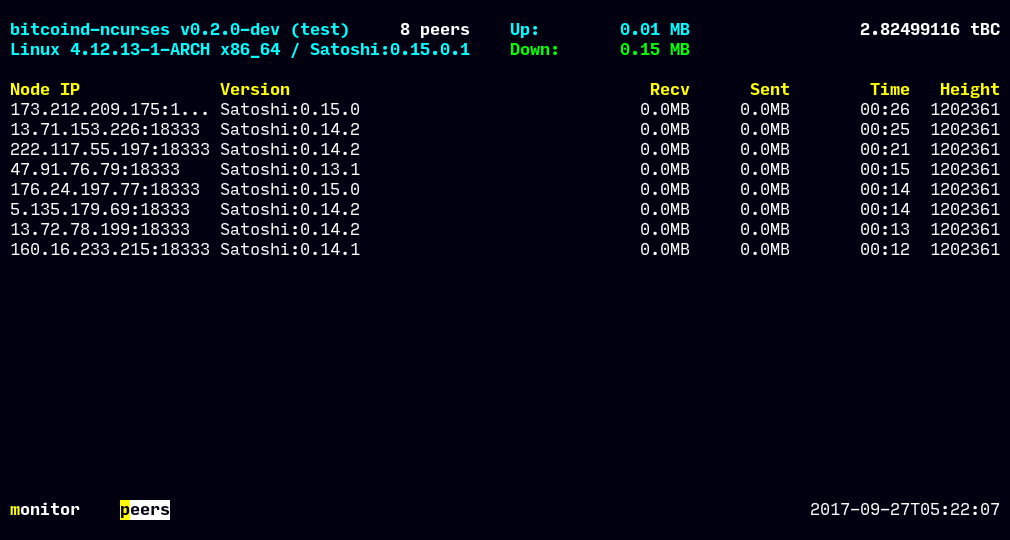 bitcoind-ncurses v0.2.0-dev (test) 8 peers Up: 0.01 MB 2.82499116 tBC
Linux 4.12.13-1-ARCH x86_64 / Satoshi:0.15.0.1 Down: 0.15 MB
Node IP Version Recv Sent Time Height
173.212.209.175:1... Satoshi:0.15.0 0.0MB 0.0MB 00:26 1202361
13.71.153.226:18333 Satoshi:0.14.2 0.0MB 0.0MB 00:25 1202361
222.117.55.197:18333 Satoshi:0.14.2 0.0MB 0.0MB 00:21 1202361
47.91.76.79:18333 Satoshi:0.13.1 0.0MB 0.0MB 00:15 1202361
176.24.197.77:18333 Satoshi:0.15.0 0.0MB 0.0MB 00:14 1202361
5.135.179.69:18333 Satoshi:0.14.2 0.0MB 0.0MB 00:14 1202361
13.72.78.199:18333 Satoshi:0.14.2 0.0MB 0.0MB 00:13 1202361
160.16.233.215:18333 Satoshi:0.14.1 0.0MB 0.0MB 00:12 1202361
monitor peers 2017-09-27T05:22:07